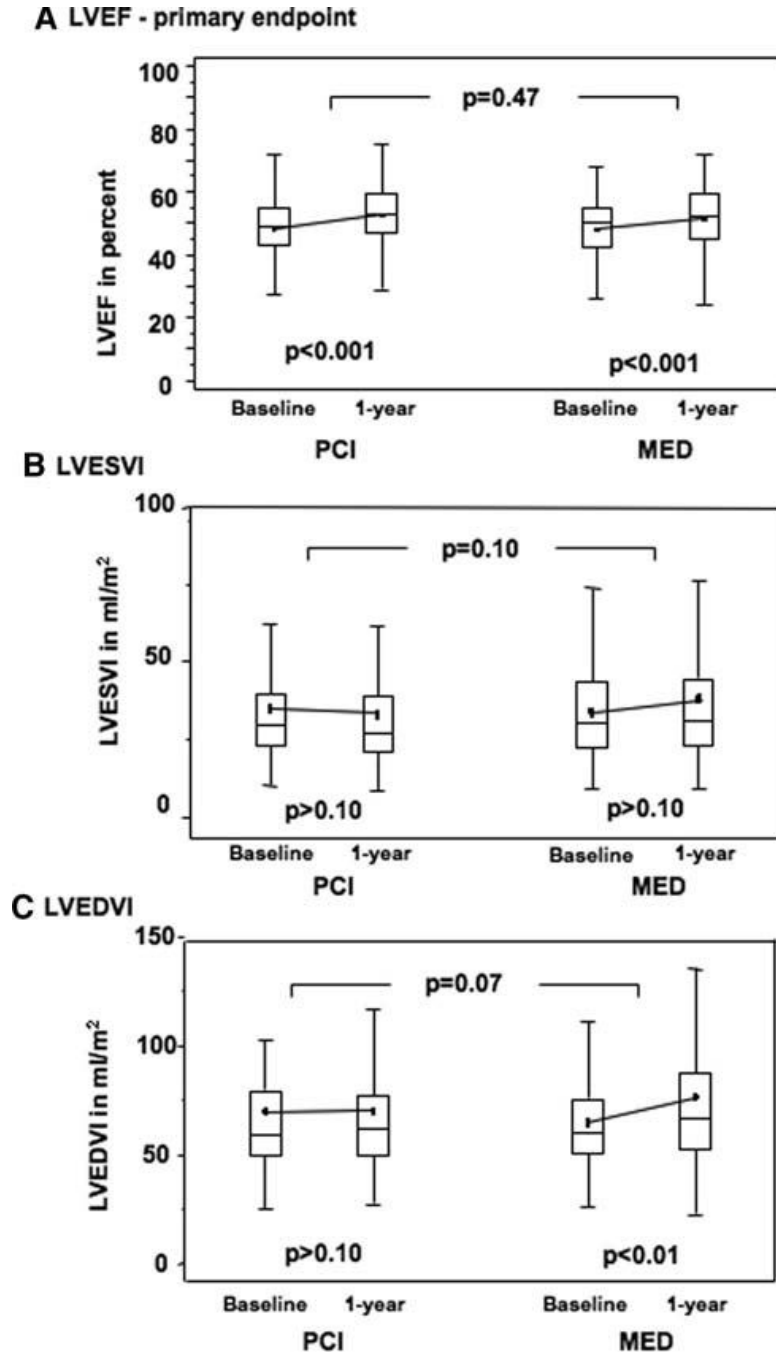 A LVEF - primary endpoint
100
p=0.47
80
60
LVEF in percent
40
20
p<0.001
p<0.001
0
Baseline 1-year Baseline 1-year
PCI MED
B LVESVI
100
p=0.10
LVESVI in ml/m²
50
0
p>0.10 p>0.10
Baseline 1-year Baseline 1-year
PCI MED
C LVEDVI
150
p=0.07
100
LVEDVI in ml/m²
50
p>0.10 p<0.01
0
Baseline 1-year Baseline 1-year
PCI MED